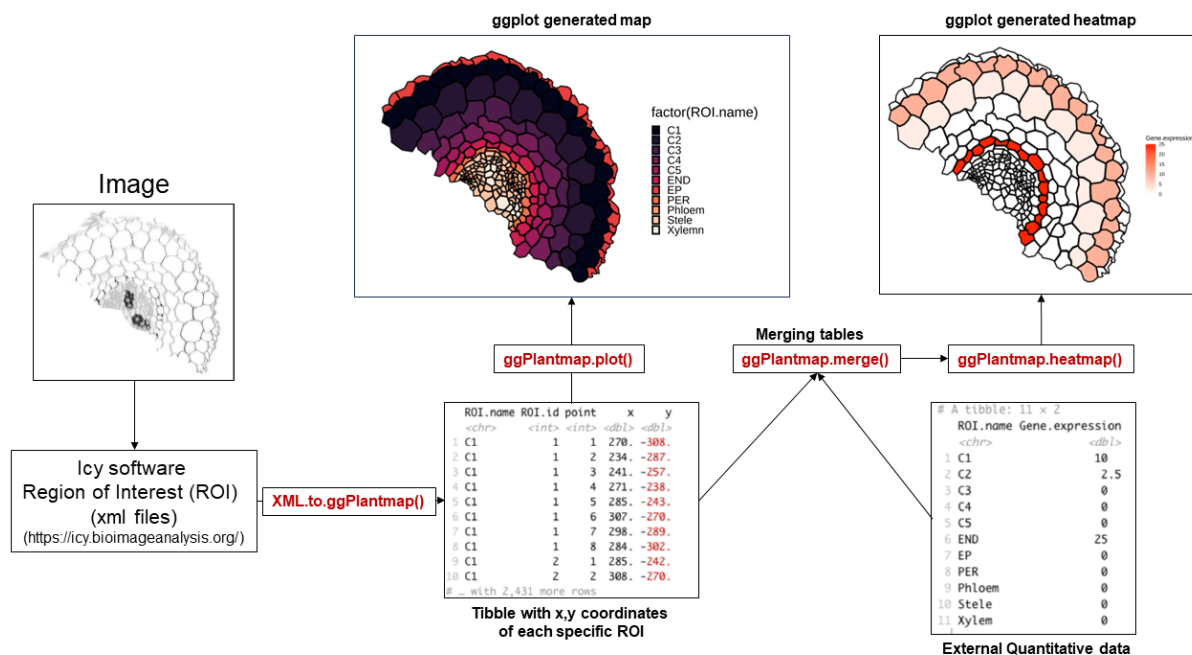 ggplot generated map
factor(ROI.name)
C1
C2
C3
C4
C5
END
EP
PER
Phloem
Stele
Xylemn
ggplot generated heatmap
Gene.expression
25
20
15
10
5
0
Image
Icy software
Region of Interest (ROI)
(xml files)
(https://icy.bioimageanalysis.org/)
XML.to.ggPlantmap()
ggPlantmap.plot()
Merging tables
ggPlantmap.merge()
ggPlantmap.heatmap()
ROI.name ROI.id point x y
<chr> <int> <int> <dbl> <dbl>
1 C1 1 1 270. -308.
2 C1 1 2 234. -287.
3 C1 1 3 241. -257.
4 C1 1 4 271. -238.
5 C1 1 5 285. -243.
6 C1 1 6 307. -270.
7 C1 1 7 298. -289.
8 C1 1 8 284. -302.
9 C1 2 1 285. -242.
10 C1 2 2 308. -270.
# … with 2,431 more rows
Tibble with x,y coordinates
of each specific ROI
# A tibble: 11 × 2
ROI.name Gene.expression
<chr> <dbl>
1 C1 10
2 C2 2.5
3 C3 0
4 C4 0
5 C5 0
6 END 25
7 EP 0
8 PER 0
9 Phloem 0
10 Stele 0
11 Xylem 0
External Quantitative data